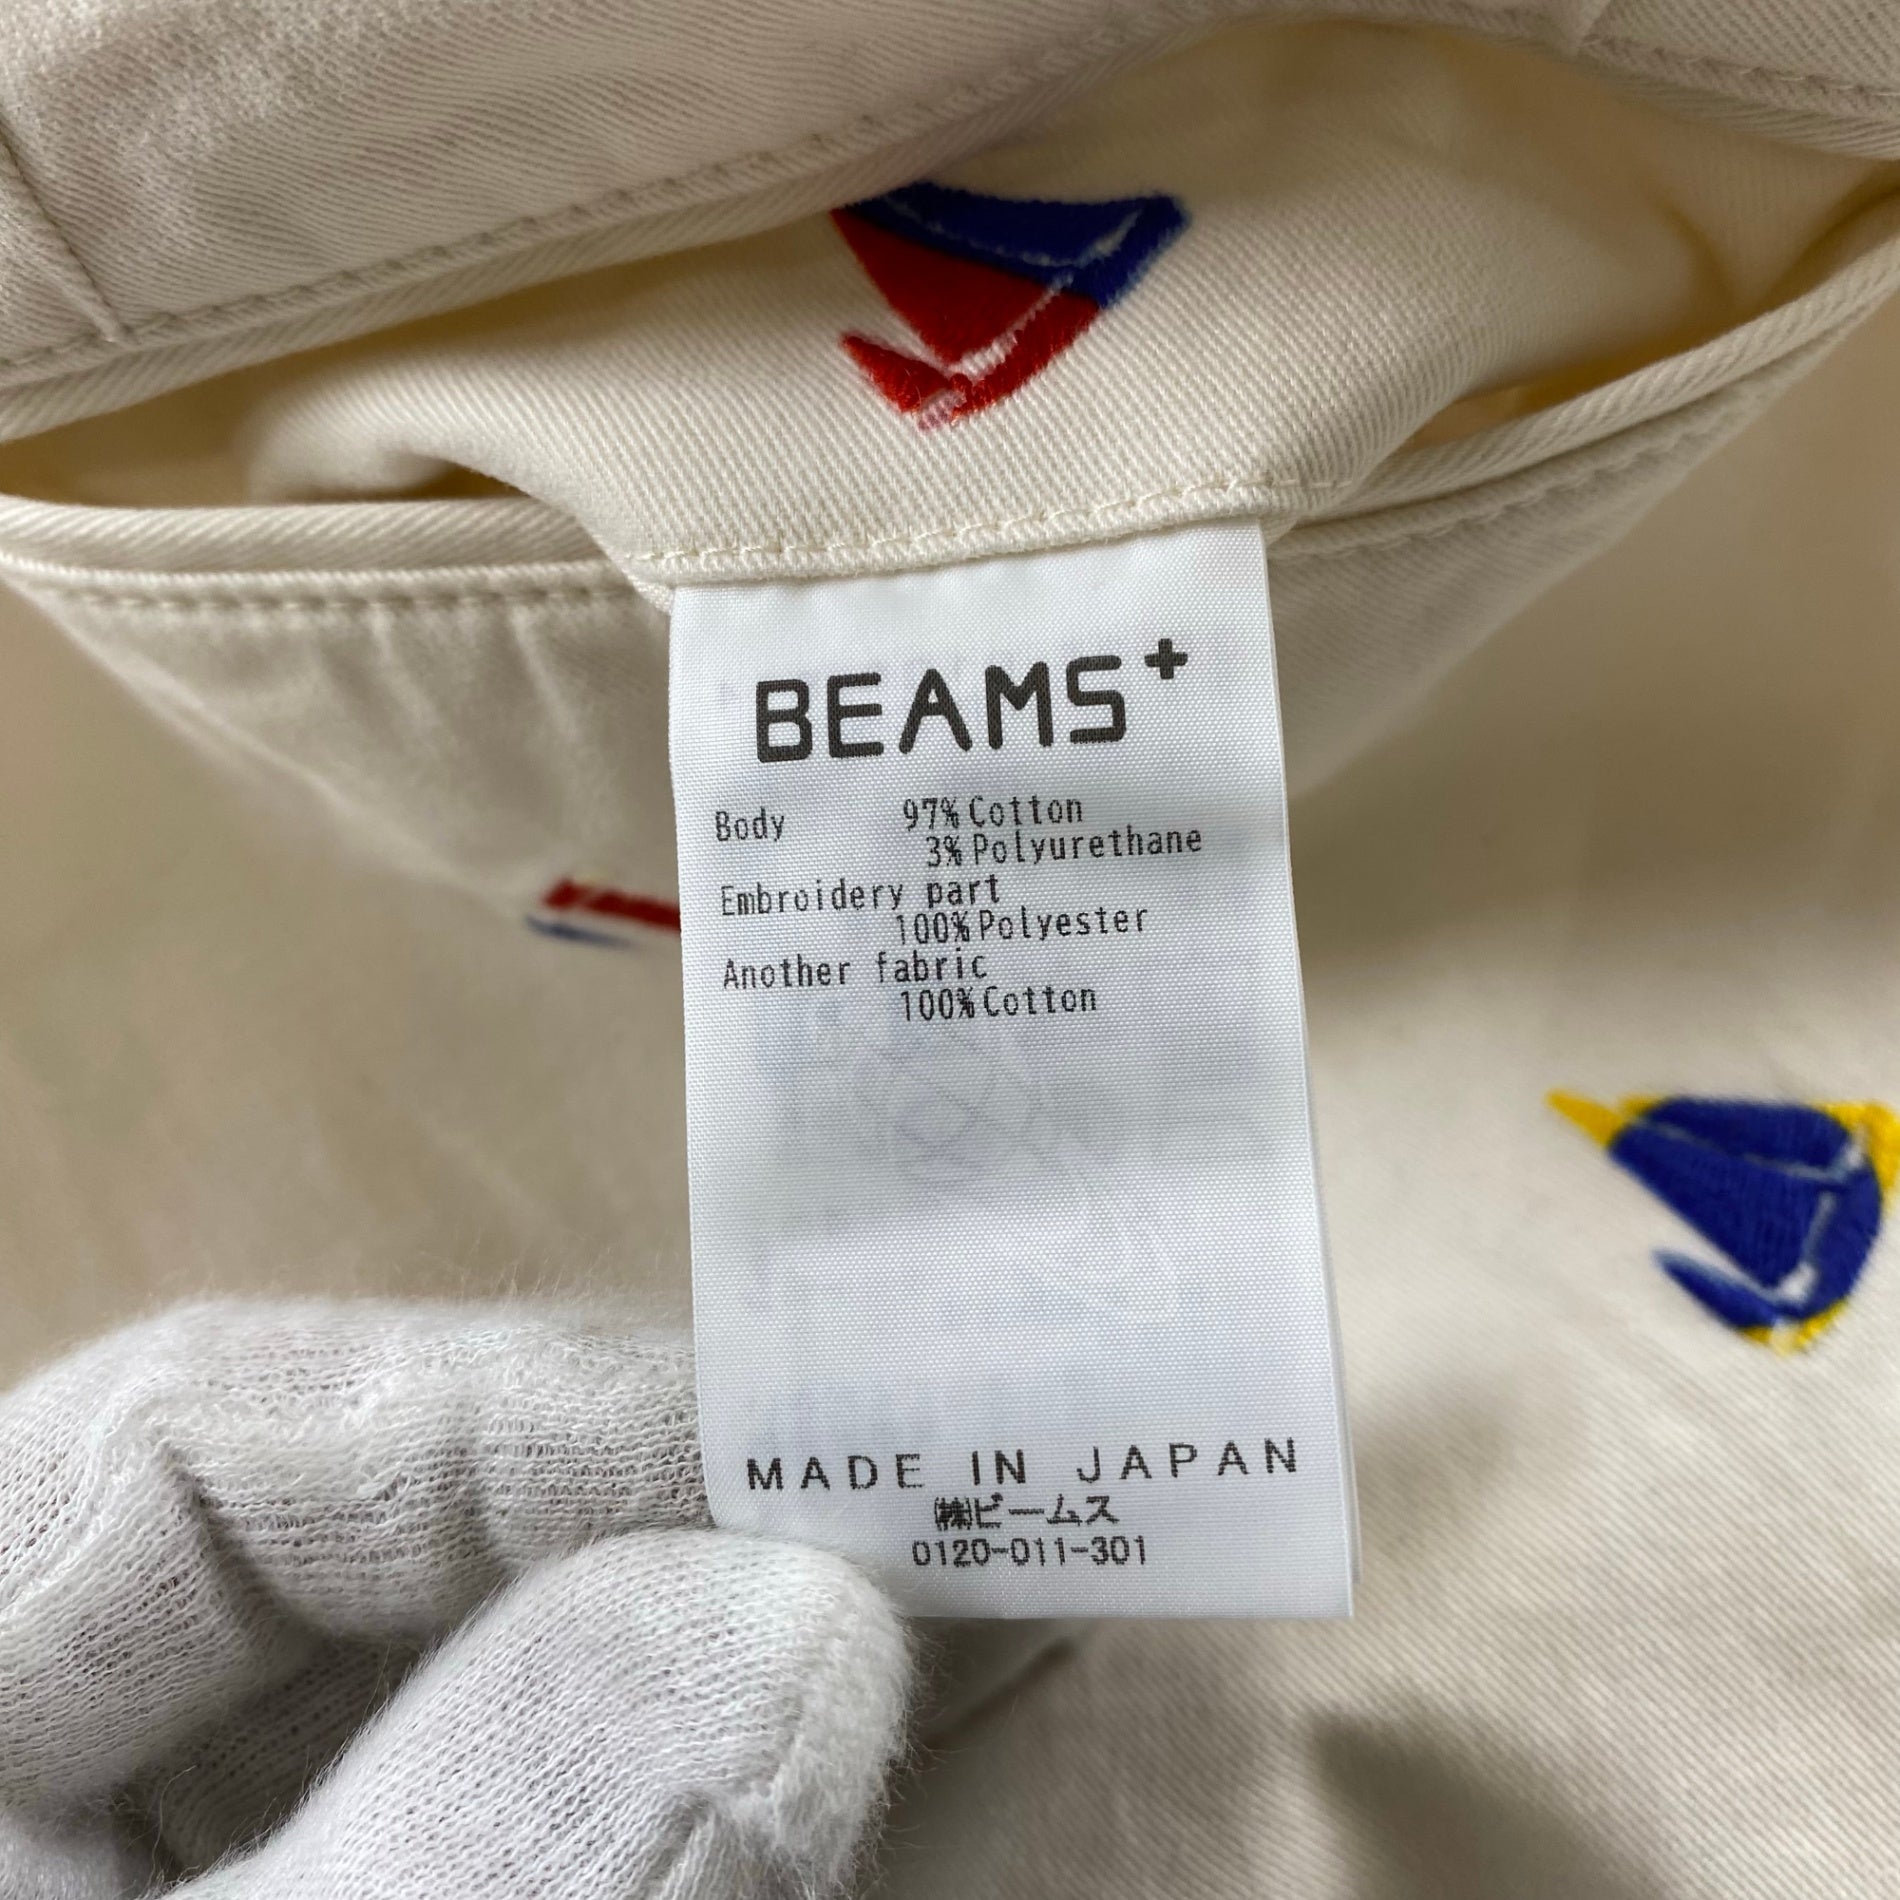 BEAMS+
Body 97% Cotton
3% Polyurethane
Embroidery part
100% Polyester
Another fabric
100% Cotton
MADE IN JAPAN
㈱ビームス
0120-011-301